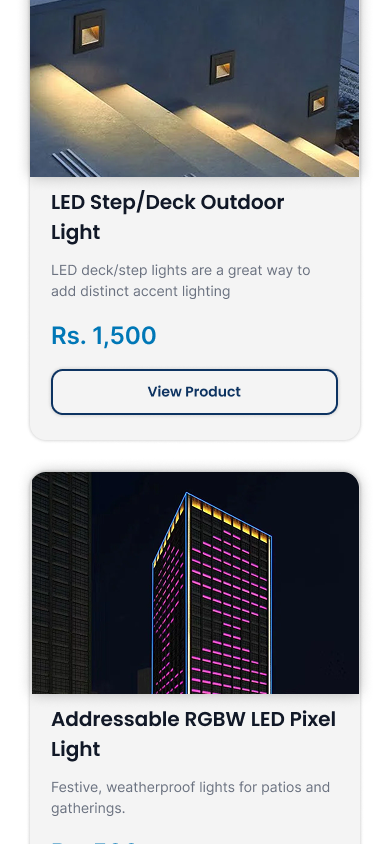 LED Step/Deck Outdoor
Light
LED deck/step lights are a great way to
add distinct accent lighting
Rs. 1,500
View Product
Addressable RGBW LED Pixel
Light
Festive, weatherproof lights for patios and
gatherings.